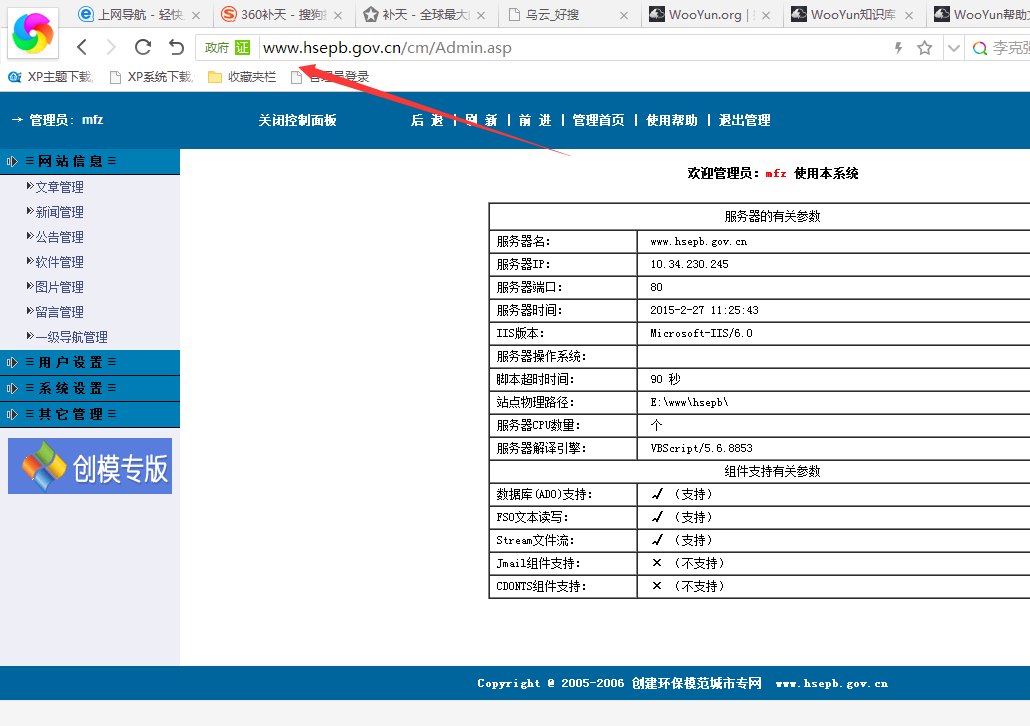 上网导航 - 轻快 360补天 - 搜狗 补天 - 全球最大 乌云_好搜 WooYun.org | WooYun知识库 WooYun帮助
政府 证 www.hsepb.gov.cn/cm/Admin.asp 李克强
XP主题下载 XP系统下载 收藏夹栏 管理员登录
→ 管理员: mfz 关闭控制面板 后 退 | 刷 新 | 前 进 | 管理首页 | 使用帮助 | 退出管理
≡网站信息≡
文章管理
新闻管理
公告管理
软件管理
图片管理
留言管理
一级导航管理
≡用户设置≡
≡系统设置≡
≡其它管理≡
创模专版
欢迎管理员: mfz 使用本系统
服务器的有关参数
服务器名: www.hsepb.gov.cn
服务器IP: 10.34.230.245
服务器端口: 80
服务器时间: 2015-2-27 11:25:43
IIS版本: Microsoft-IIS/6.0
服务器操作系统:
脚本超时时间: 90 秒
站点物理路径: E:\www\hsepb\
服务器CPU数量: 个
服务器解译引擎: VBScript/5.6.8853
组件支持有关参数
数据库(ADO)支持: √ (支持)
FSO文本读写: √ (支持)
Stream文件流: √ (支持)
Jmail组件支持: × (不支持)
CDONTS组件支持: × (不支持)
Copyright @ 2005-2006 创建环保模范城市专网 www.hsepb.gov.cn